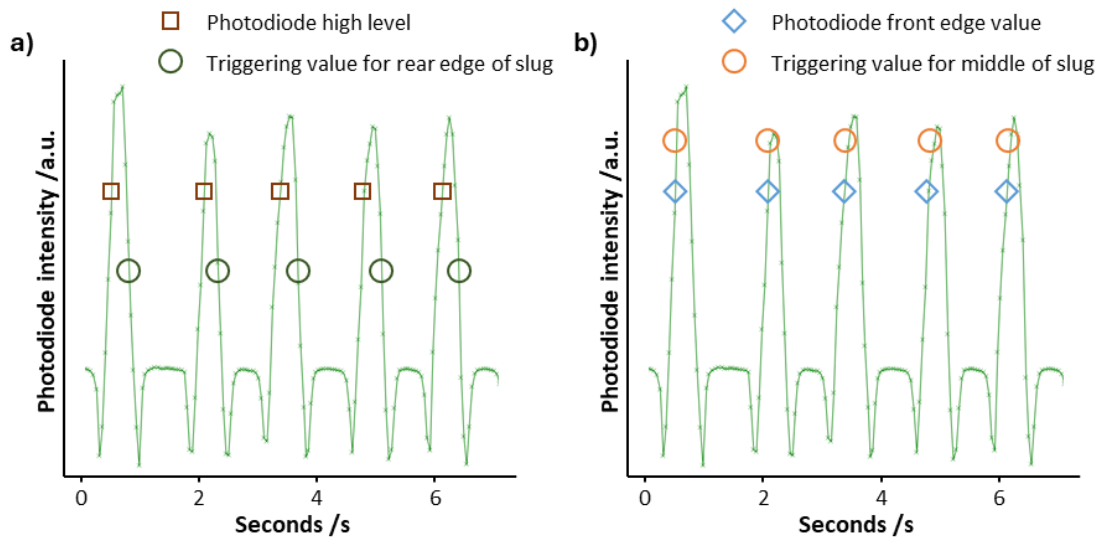 a)
Photodiode high level
Triggering value for rear edge of slug
Photodiode intensity /a.u.
0 2 4 6
Seconds /s
b)
Photodiode front edge value
Triggering value for middle of slug
Photodiode intensity /a.u.
0 2 4 6
Seconds /s